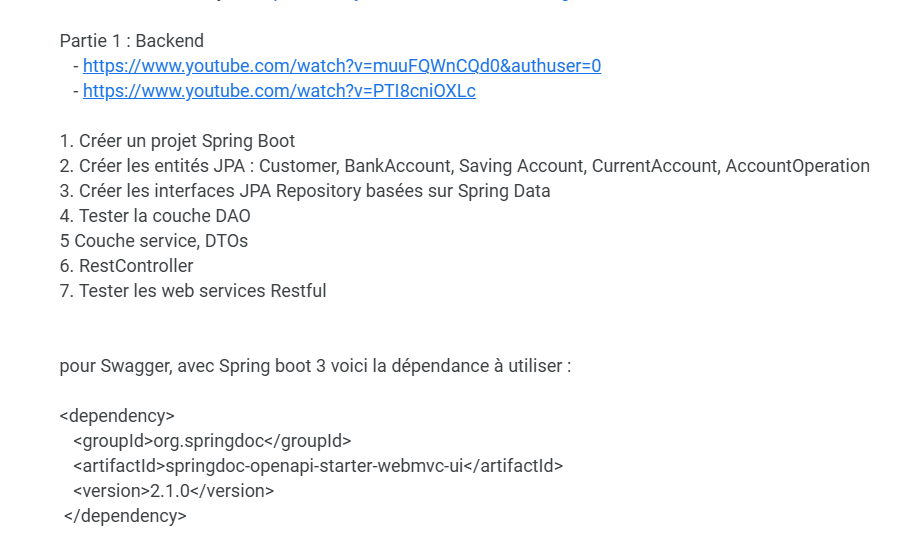 Partie 1 : Backend
- https://www.youtube.com/watch?v=muuFQWnCQd0&authuser=0
- https://www.youtube.com/watch?v=PTI8cniOXLc
1. Créer un projet Spring Boot
2. Créer les entités JPA : Customer, BankAccount, Saving Account, CurrentAccount, AccountOperation
3. Créer les interfaces JPA Repository basées sur Spring Data
4. Tester la couche DAO
5 Couche service, DTOs
6. RestController
7. Tester les web services Restful
pour Swagger, avec Spring boot 3 voici la dépendance à utiliser :
<dependency>
<groupId>org.springdoc</groupId>
<artifactId>springdoc-openapi-starter-webmvc-ui</artifactId>
<version>2.1.0</version>
</dependency>